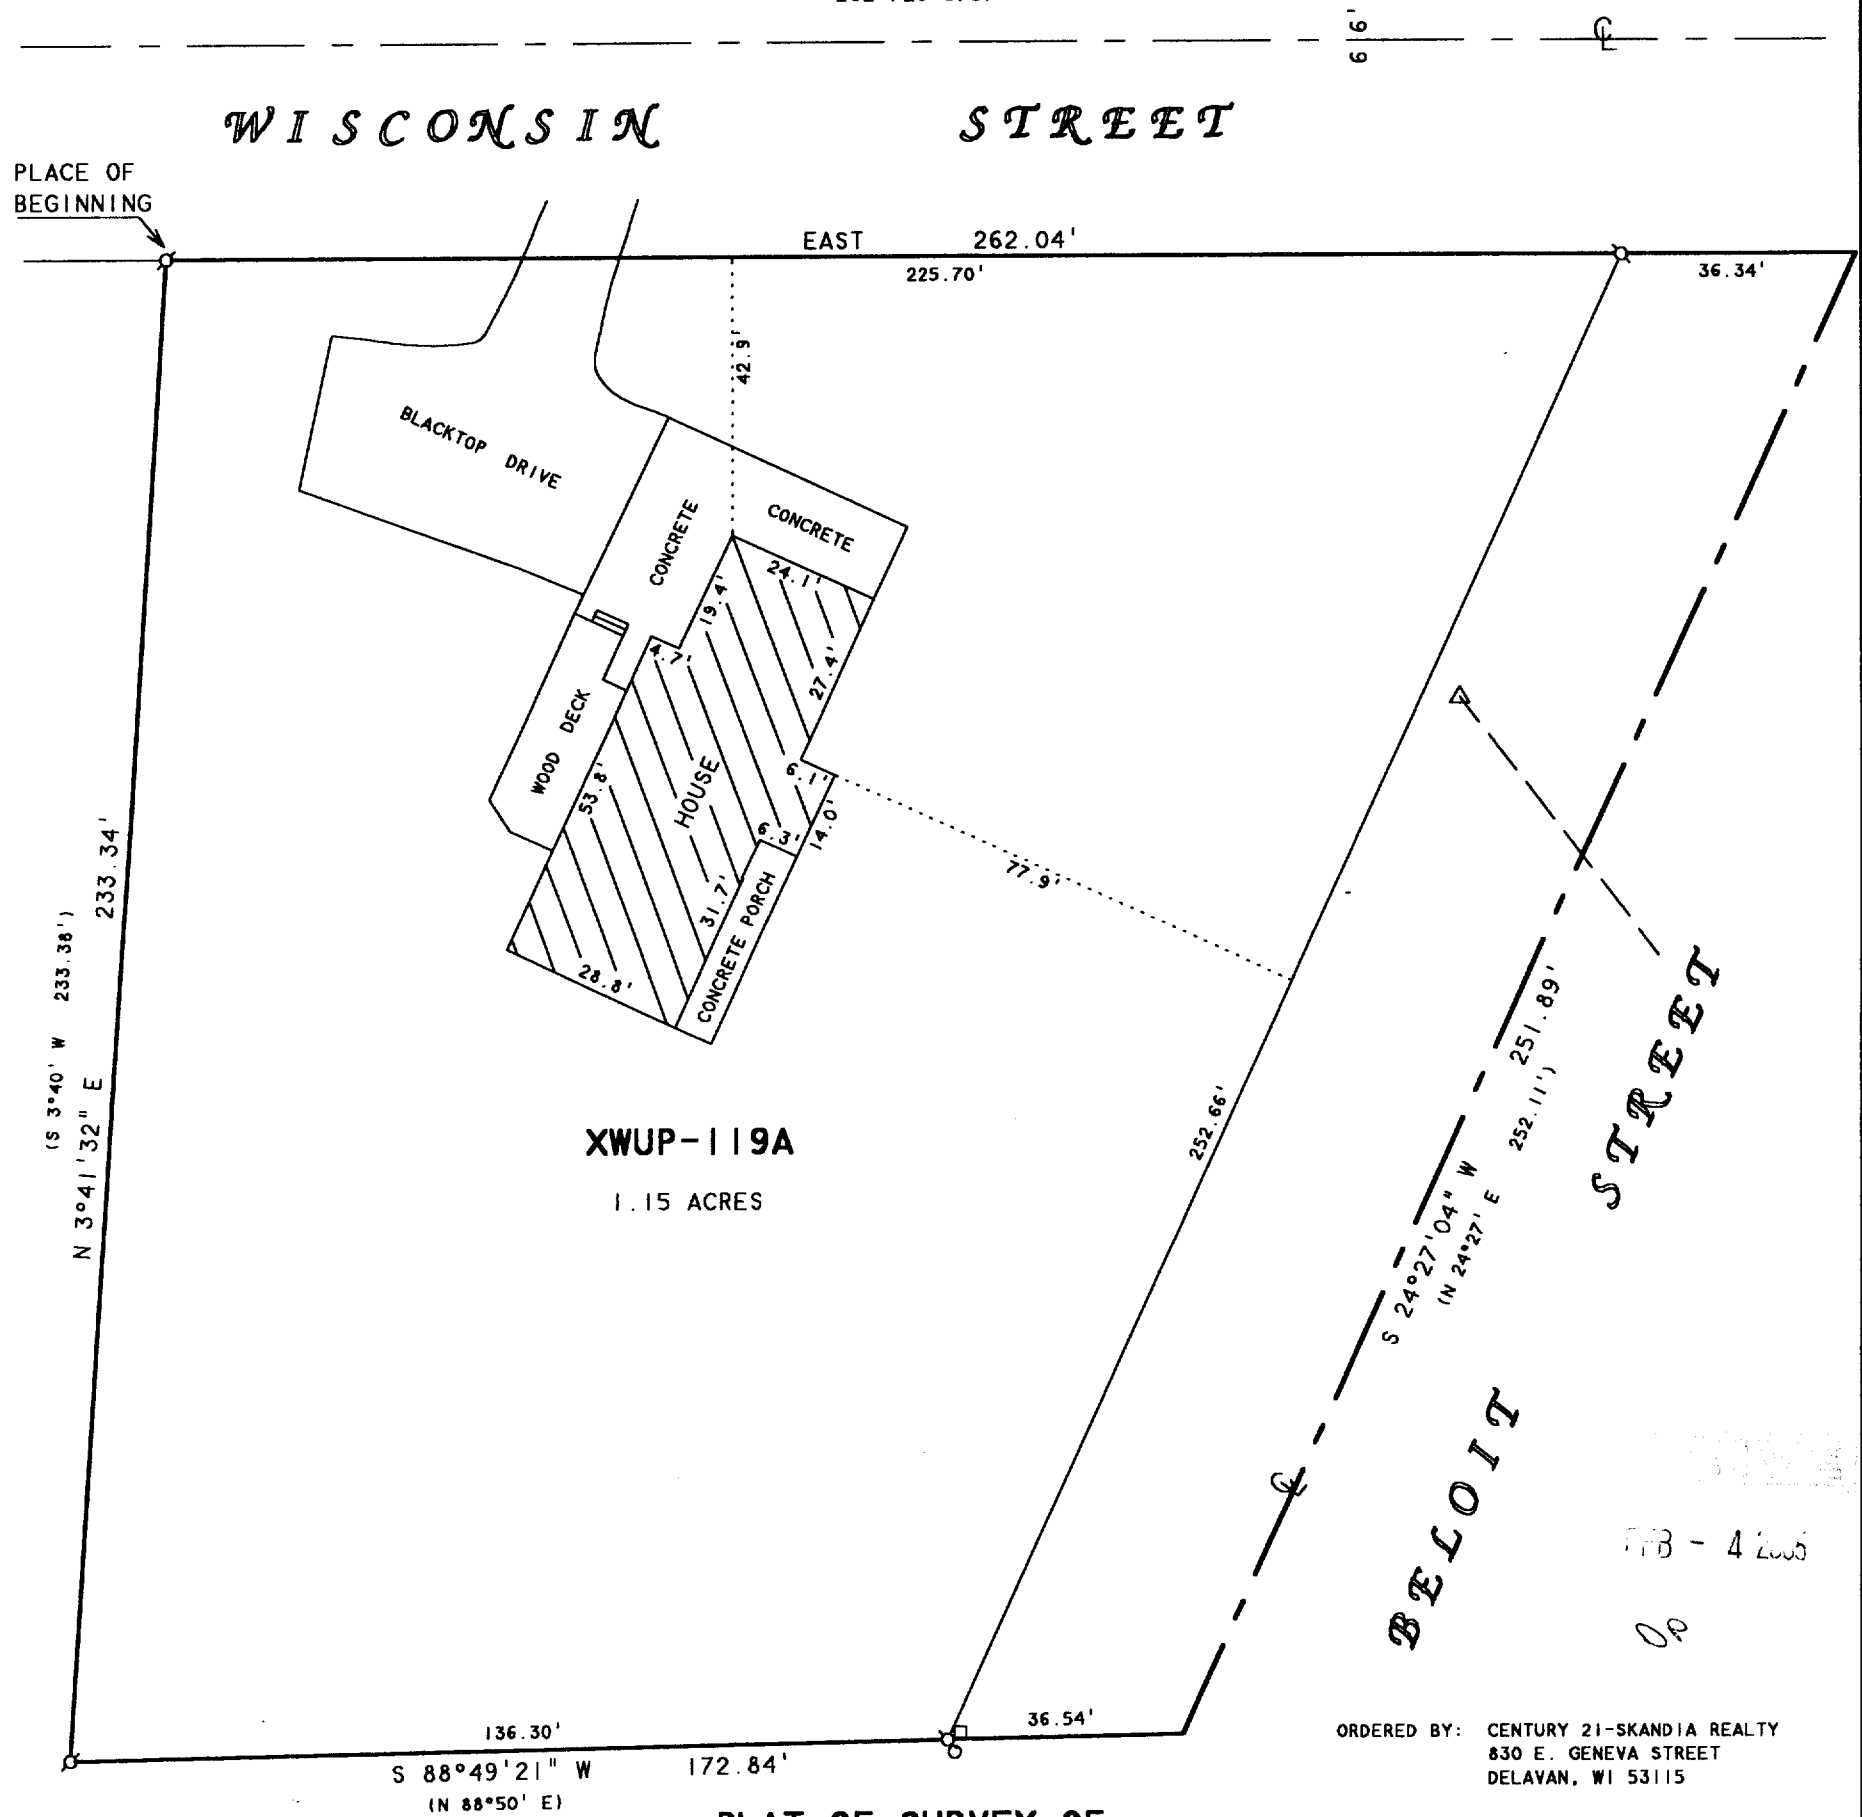 66'
WISCONSIN STREET
PLACE OF
BEGINNING
EAST 262.04'
225.70'
36.34'
42.9'
BLACKTOP DRIVE
CONCRETE
CONCRETE
24.1'
19.4'
4.7'
27.4'
WOOD DECK
53.8'
HOUSE
6.1'
6.3'
14.0'
77.9'
31.7'
CONCRETE PORCH
28.8'
N 3°41'32" E 233.34'
(S 3°40' W 233.38')
XWUP-119A
1.15 ACRES
252.66'
S 24°27'04" W 251.89'
(N 24°27' E 252.11')
BELOIT STREET
FEB - 4 2005
136.30'
36.54'
S 88°49'21" W 172.84'
(N 88°50' E)
ORDERED BY: CENTURY 21-SKANDIA REALTY
830 E. GENEVA STREET
DELAVAN, WI 53115
PLAT OF SURVEY OF